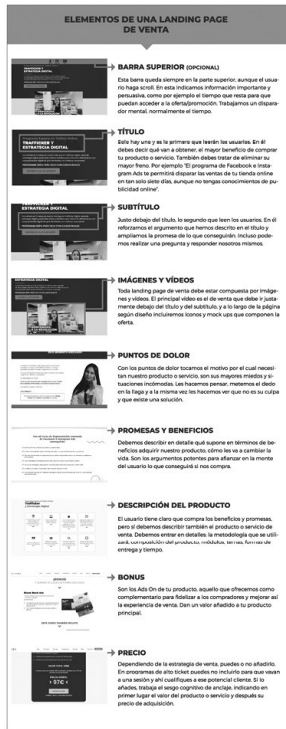 ELEMENTOS DE UNA LANDING PAGE
DE VENTA
BARRA SUPERIOR (OPCIONAL)
Esta barra queda siempre en la parte superior, aunque el usua-
rio haga scroll. En esta indicamos información importante y
persuasiva, como por ejemplo el tiempo que resta para que
puedan acceder a la oferta/promoción. Trabajamos un dispara-
dor mental, normalmente el tiempo.
TÍTULO
Solo hay uno y es lo primero que leerán los usuarios. En él
debes decir qué van a obtener, el mayor beneficio de comprar
tu producto o servicio. También debes tratar de eliminar su
mayor freno. Por ejemplo "El programa de Facebook e Insta-
gram Ads te permitirá disparar las ventas de tu tienda online
en tan solo siete días, aunque no tengas conocimientos de pu-
blicidad online".
SUBTÍTULO
Justo debajo del título, lo segundo que leen los usuarios. En él
reforzamos el argumento que hemos descrito en el título y
ampliamos la promesa de lo que conseguirán. Incluso pode-
mos realizar una pregunta y responder nosotros mismos.
IMÁGENES Y VÍDEOS
Toda landing page de venta debe estar compuesta por imáge-
nes y vídeos. El principal vídeo es el de venta que debe ir justa-
mente debajo del título y del subtítulo, y a lo largo de la página
según diseño incluiremos iconos y mock ups que componen la
oferta.
PUNTOS DE DOLOR
Con los puntos de dolor tocamos el motivo por el cual necesi-
tan nuestro producto o servicio, son sus mayores miedos y si-
tuaciones incómodas. Les hacemos pensar, metemos el dedo
en la llaga y a la misma vez les hacemos ver que no es su culpa
y que existe una solución.
PROMESAS Y BENEFICIOS
Debemos describir en detalle qué supone en términos de be-
neficios adquirir nuestro producto, cómo les va a cambiar la
vida. Son los argumentos potentes para afianzar en la mente
del usuario lo que conseguirá si nos compra.
DESCRIPCIÓN DEL PRODUCTO
El usuario tiene claro que compra los beneficios y promesas,
pero sí debemos describir también el producto o servicio de
venta. Debemos entrar en detalles: la metodología que se utili-
zará, composición del producto, módulos, temas, formas de
entrega y tiempo.
BONUS
Son las Ads On de tu producto, aquello que ofrecemos como
complementario para fidelizar a los compradores y mejorar así
la experiencia de venta. Dan un valor añadido a tu producto
principal.
PRECIO
Dependiendo de la estrategia de venta, puedes o no añadirlo.
En programas de alto ticket puedes no incluirlo para que vayan
a una sesión y ahí cualifiques a ese potencial cliente. Si lo
añades, trabaja el sesgo cognitivo de anclaje, indicando en
primer lugar el valor del producto o servicio y después su
precio de adquisición.
TRAFFICKER Y
ESTRATEGIA DIGITAL
97€